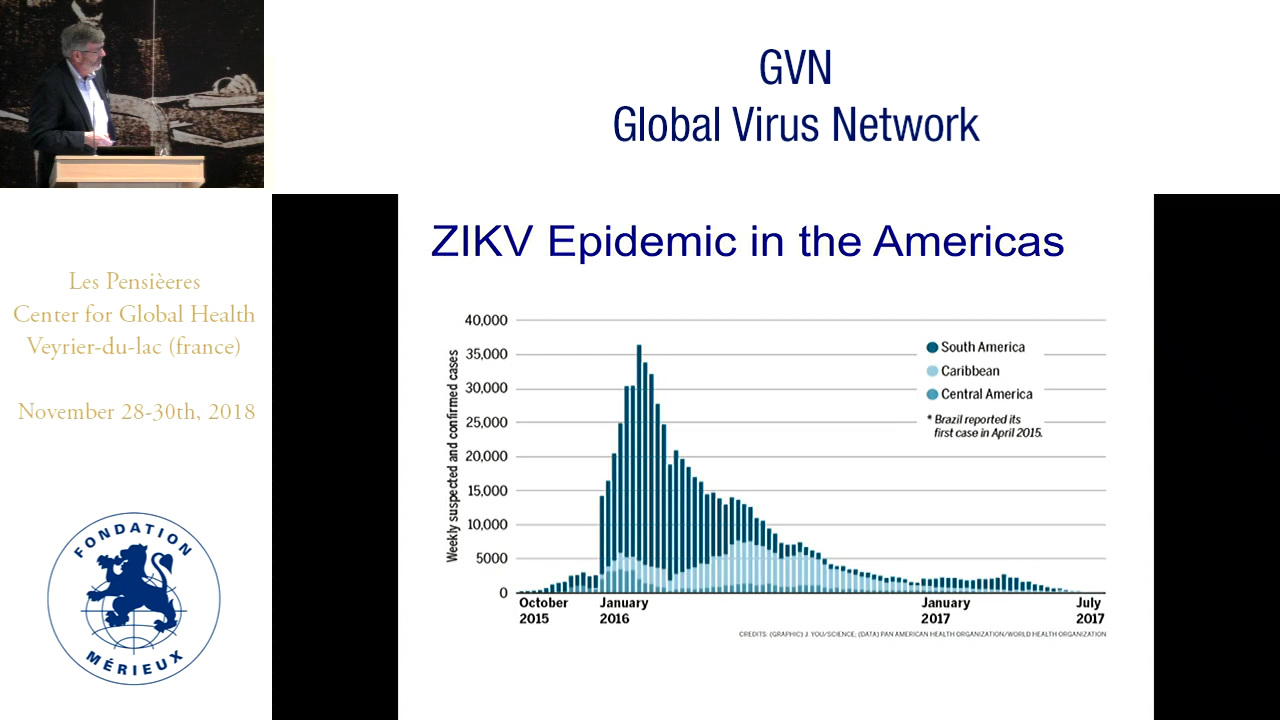 GVN
Global Virus Network
Les Pensièeres
Center for Global Health
Veyrier-du-lac (france)
November 28-30th, 2018
FONDATION
MÉRIEUX
ZIKV Epidemic in the Americas
Weekly suspected and confirmed cases
40,000
35,000
30,000
25,000
20,000
15,000
10,000
5000
0
South America
Caribbean
Central America
* Brazil reported its
first case in April 2015.
October
2015
January
2016
January
2017
July
2017
CREDITS: (GRAPHIC) J. YOU/SCIENCE; (DATA) PAN AMERICAN HEALTH ORGANIZATION/WORLD HEALTH ORGANIZATION